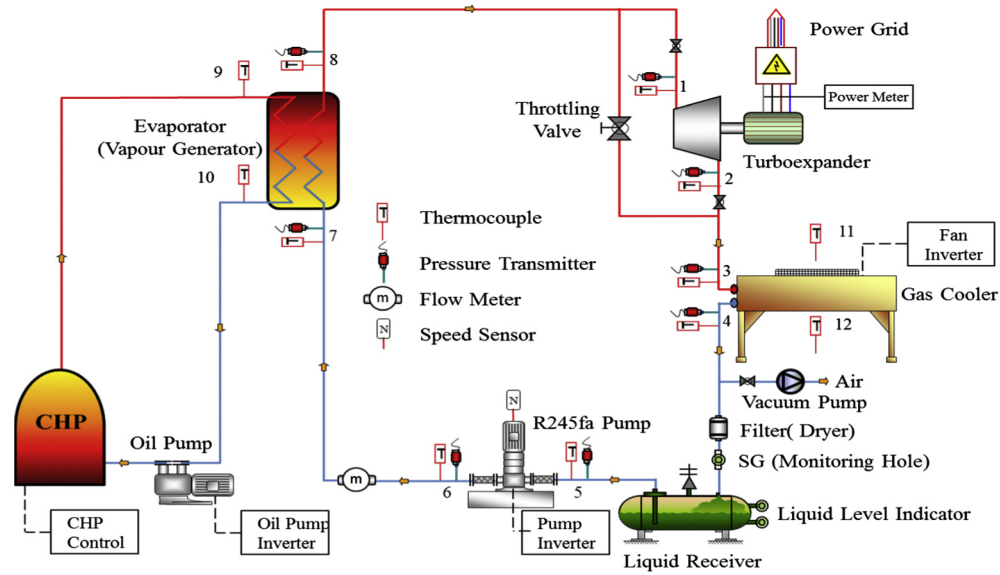 Power Grid
8
9
1
Power Meter
Throttling
Valve
Evaporator
(Vapour Generator)
Turboexpander
10
2
T
Thermocouple
7
11
Fan
Inverter
Pressure Transmitter
3
Gas Cooler
m
Flow Meter
4
12
N
Speed Sensor
Air
Vacuum Pump
CHP
N
R245fa Pump
Filter( Dryer)
Oil Pump
SG (Monitoring Hole)
m
6
5
Liquid Level Indicator
CHP
Control
Oil Pump
Inverter
Pump
Inverter
Liquid Receiver
T
T
T
T
T
T
T
T
T
T
T
T